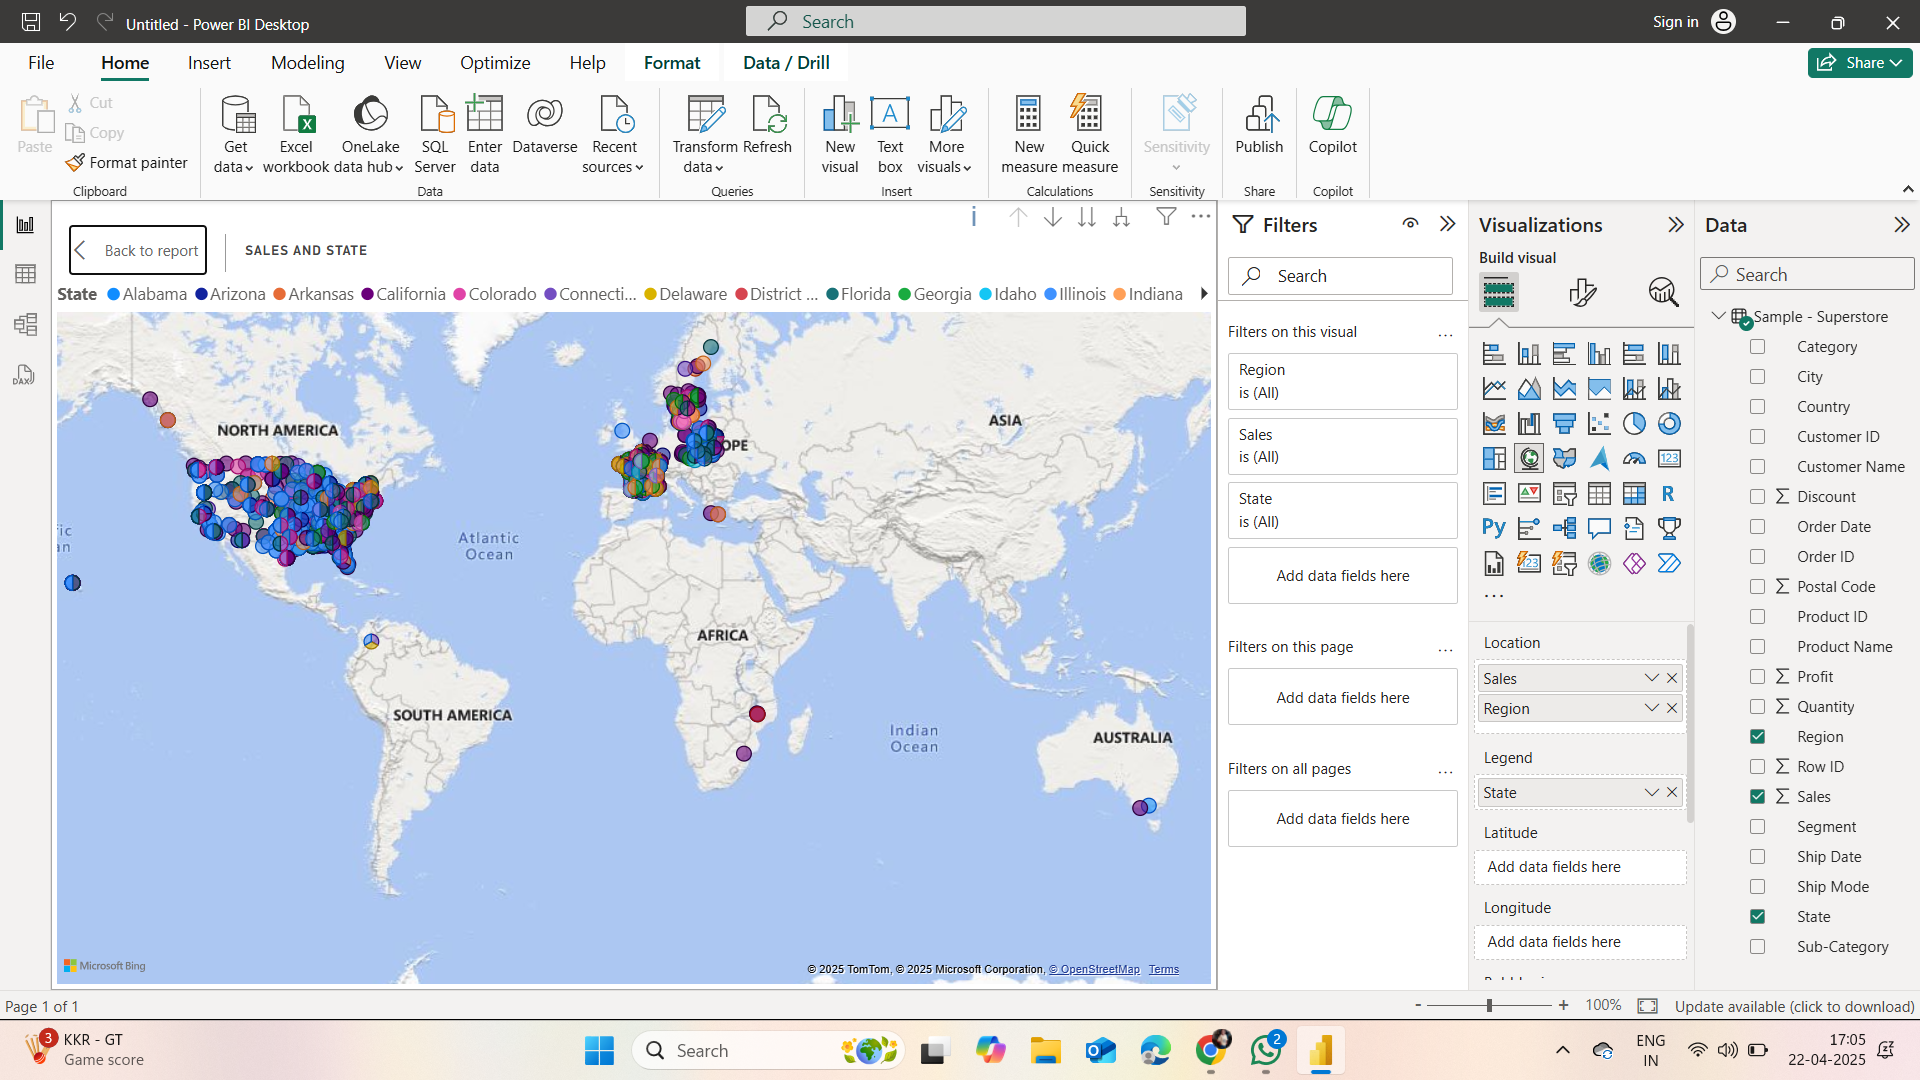 Untitled - Power BI Desktop
Search
Sign in
File
Home
Insert
Modeling
View
Optimize
Help
Format
Data / Drill
Share
Paste
Cut
Copy
Format painter
Clipboard
Get data
Excel workbook
OneLake data hub
SQL Server
Enter data
Dataverse
Recent sources
Data
Transform data
Refresh
Queries
New visual
Text box
More visuals
Insert
New measure
Quick measure
Calculations
Sensitivity
Sensitivity
Publish
Share
Copilot
Copilot
Back to report
SALES AND STATE
State Alabama Arizona Arkansas California Colorado Connecti... Delaware District ... Florida Georgia Idaho Illinois Indiana
NORTH AMERICA
OPE
ASIA
Atlantic
Ocean
fic
an
AFRICA
SOUTH AMERICA
Indian
Ocean
AUSTRALIA
Microsoft Bing
© 2025 TomTom, © 2025 Microsoft Corporation, © OpenStreetMap Terms
Filters
Search
Filters on this visual
...
Region
is (All)
Sales
is (All)
State
is (All)
Add data fields here
Filters on this page
...
Add data fields here
Filters on all pages
...
Add data fields here
Visualizations
Build visual
123
R
Py
123
...
Location
Sales
Region
Legend
State
Latitude
Add data fields here
Longitude
Add data fields here
Data
Search
Sample - Superstore
Category
City
Country
Customer ID
Customer Name
Discount
Order Date
Order ID
Postal Code
Product ID
Product Name
Profit
Quantity
Region
Row ID
Sales
Segment
Ship Date
Ship Mode
State
Sub-Category
DAX
Page 1 of 1
- + 100%
Update available (click to download)
3
KKR - GT
Game score
Search
2
ENG
IN
17:05
22-04-2025